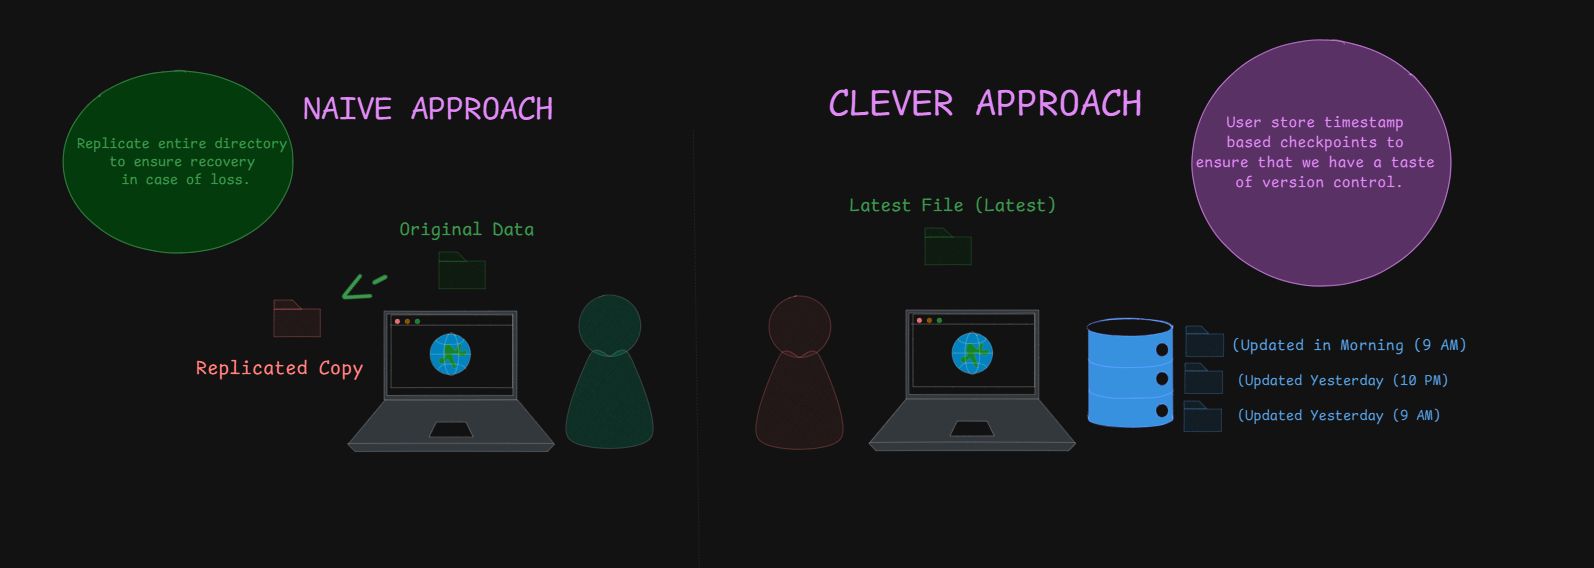 NAIVE APPROACH
Replicate entire directory
to ensure recovery
in case of loss.
Original Data
Replicated Copy
CLEVER APPROACH
User store timestamp
based checkpoints to
ensure that we have a taste
of version control.
Latest File (Latest)
(Updated in Morning (9 AM)
(Updated Yesterday (10 PM)
(Updated Yesterday (9 AM)